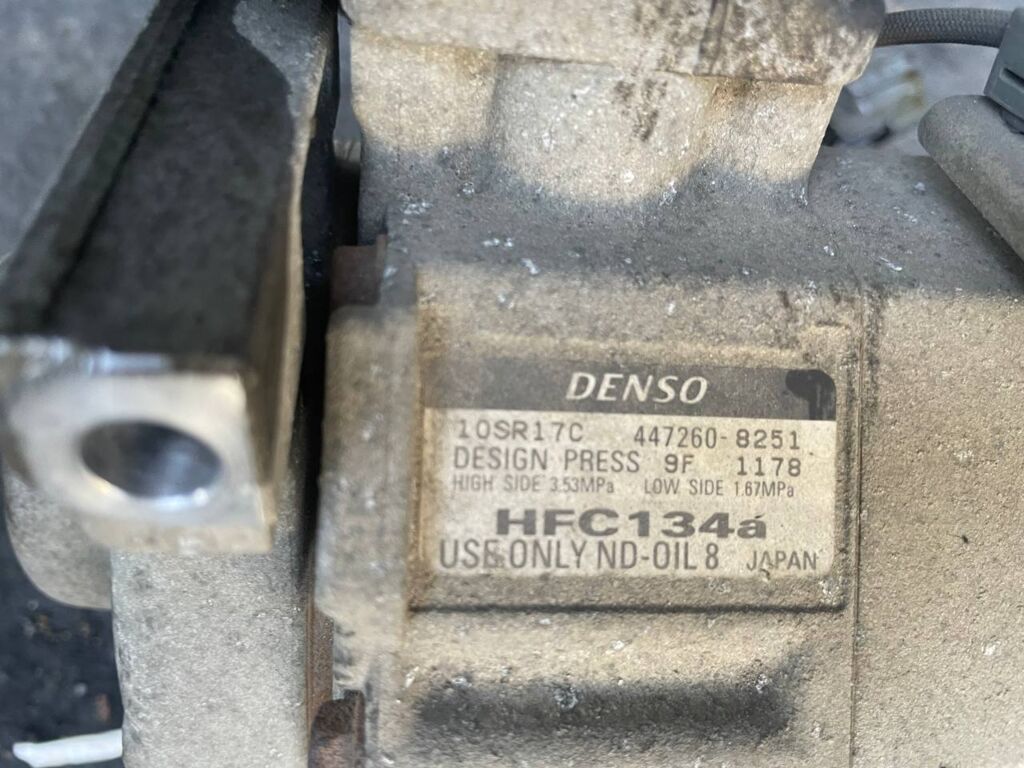 DENSO
10SR17C 447260-8251
DESIGN PRESS 9F 1178
HIGH SIDE 3.53MPa LOW SIDE 1.67MPa
HFC134a
USE ONLY ND-OIL 8 JAPAN